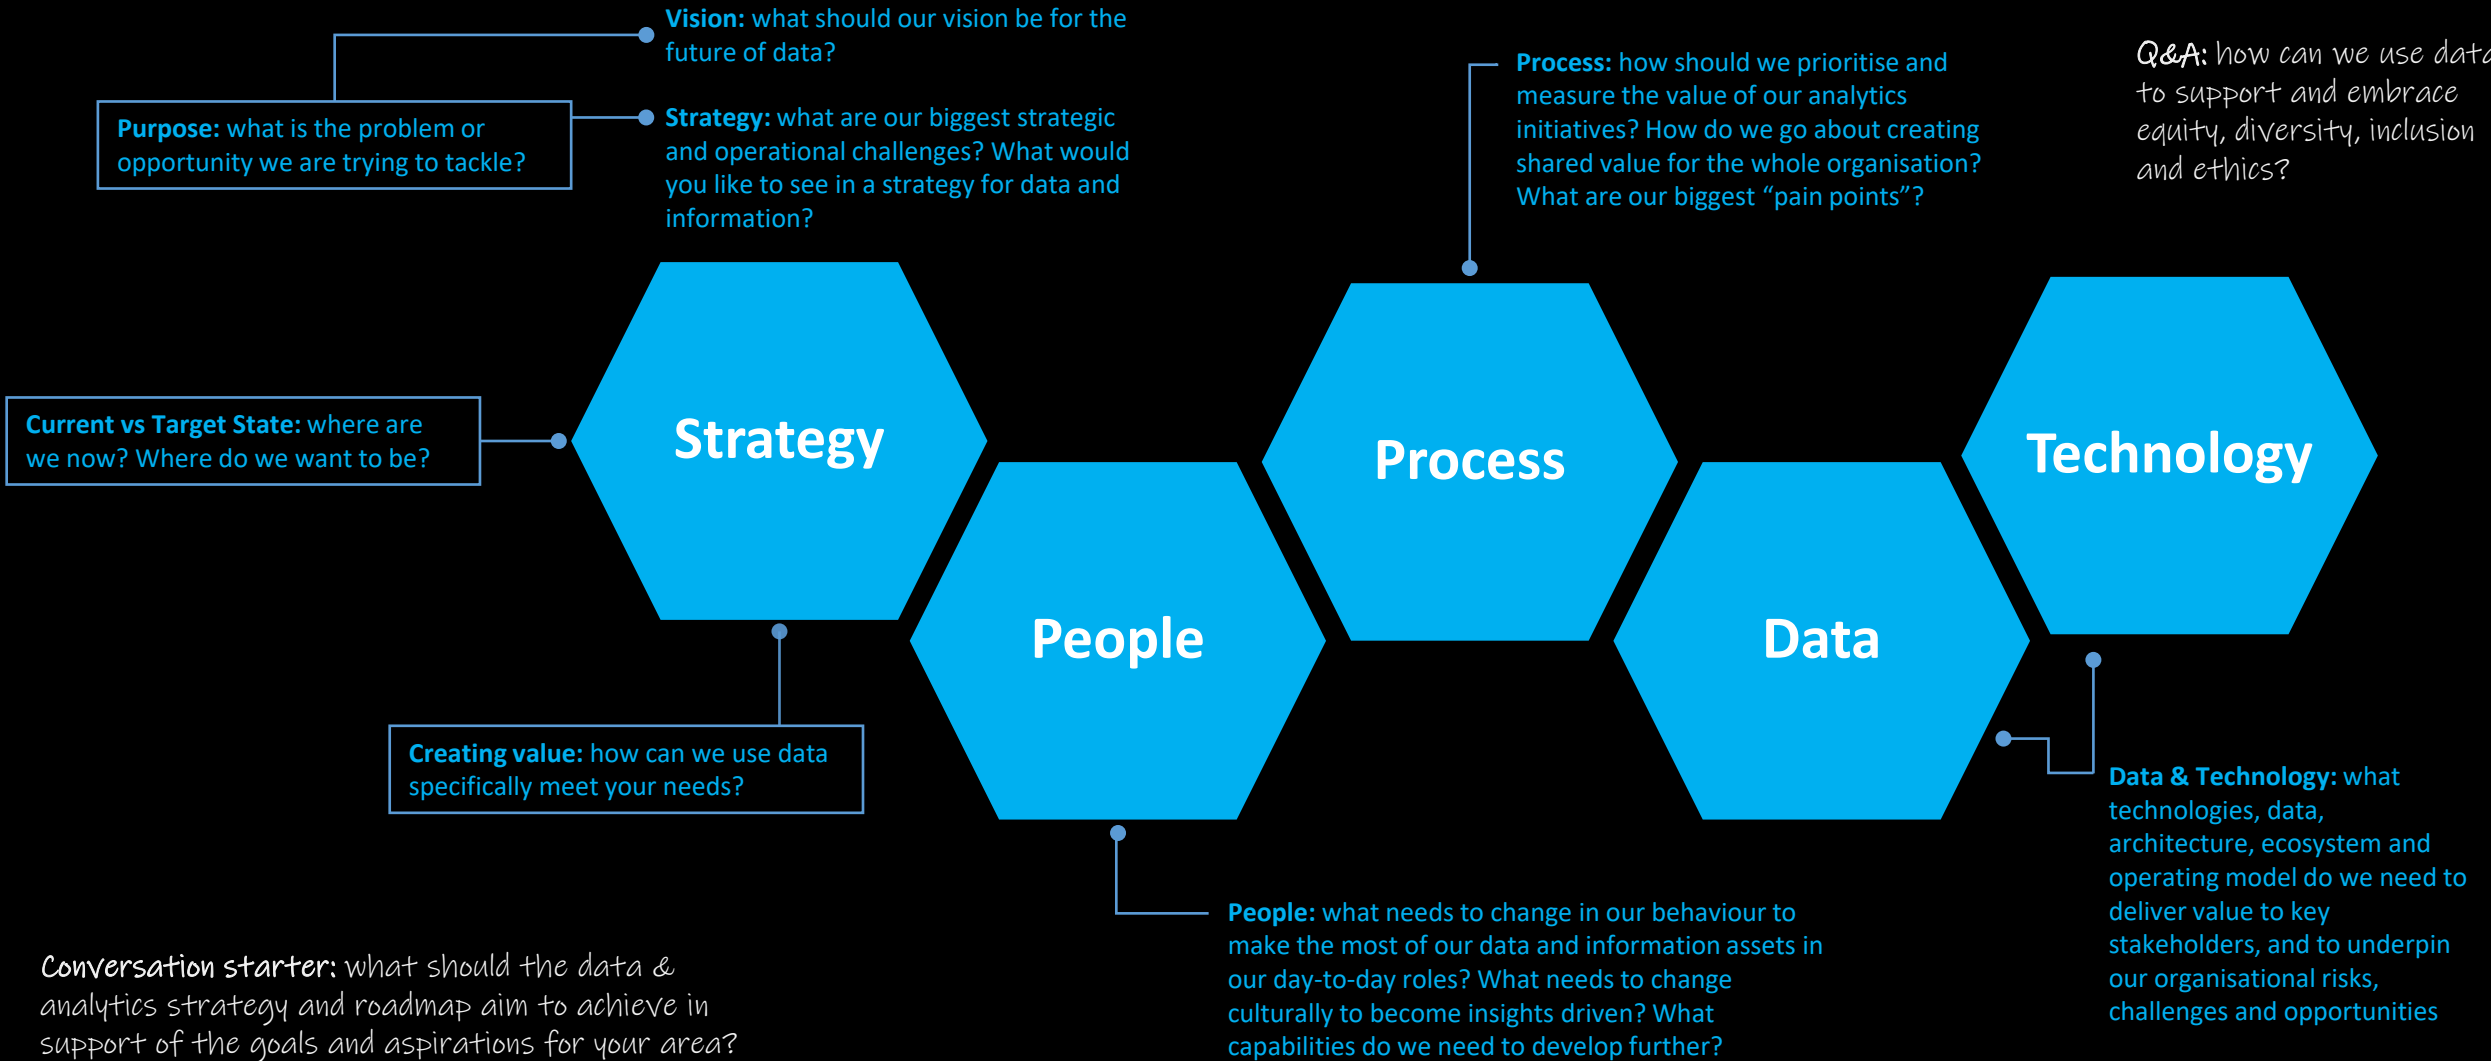 Vision: what should our vision be for the
future of data?
Purpose: what is the problem or
opportunity we are trying to tackle?
Strategy: what are our biggest strategic
and operational challenges? What would
you like to see in a strategy for data and
information?
Process: how should we prioritise and
measure the value of our analytics
initiatives? How do we go about creating
shared value for the whole organisation?
What are our biggest “pain points”?
Q&A: how can we use data
to support and embrace
equity, diversity, inclusion
and ethics?
Current vs Target State: where are
we now? Where do we want to be?
Strategy
People
Process
Data
Technology
Creating value: how can we use data
specifically meet your needs?
Data & Technology: what
technologies, data,
architecture, ecosystem and
operating model do we need to
deliver value to key
stakeholders, and to underpin
our organisational risks,
challenges and opportunities
People: what needs to change in our behaviour to
make the most of our data and information assets in
our day-to-day roles? What needs to change
culturally to become insights driven? What
capabilities do we need to develop further?
Conversation starter: what should the data &
analytics strategy and roadmap aim to achieve in
support of the goals and aspirations for your area?